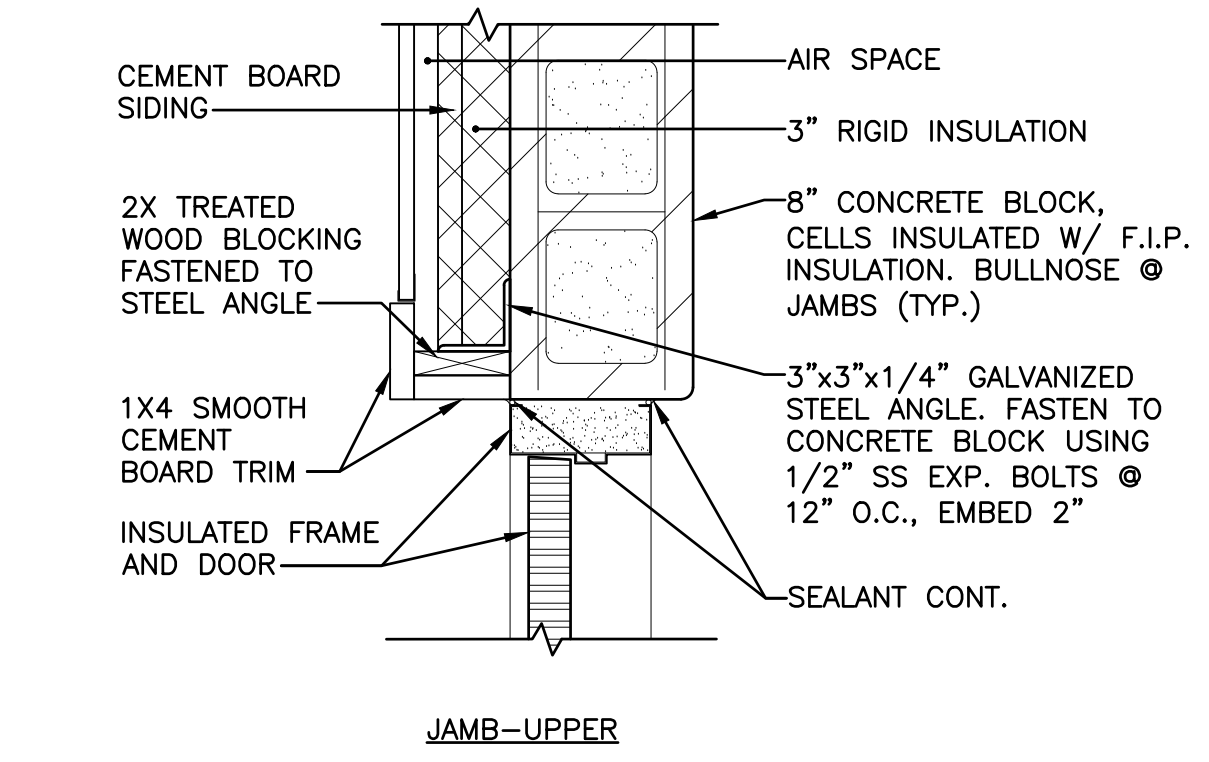 CEMENT BOARD
SIDING
2X TREATED
WOOD BLOCKING
FASTENED TO
STEEL ANGLE
1X4 SMOOTH
CEMENT
BOARD TRIM
INSULATED FRAME
AND DOOR
AIR SPACE
3" RIGID INSULATION
8" CONCRETE BLOCK,
CELLS INSULATED W/ F.I.P.
INSULATION. BULLNOSE @
JAMBS (TYP.)
3"x3"x1/4" GALVANIZED
STEEL ANGLE. FASTEN TO
CONCRETE BLOCK USING
1/2" SS EXP. BOLTS @
12" O.C., EMBED 2"
SEALANT CONT.
JAMB-UPPER